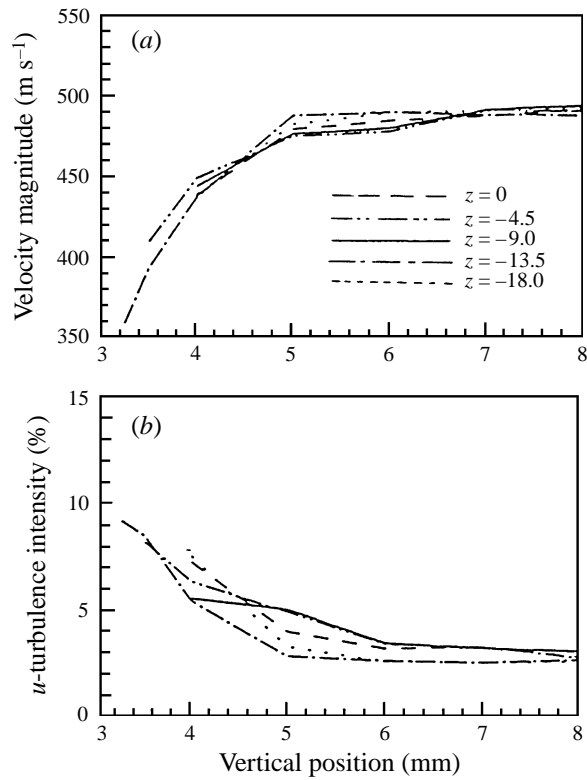 (a)
Velocity magnitude (m s⁻¹)
550
500
450
400
350
3 4 5 6 7 8
z = 0
z = –4.5
z = –9.0
z = –13.5
z = –18.0
(b)
u-turbulence intensity (%)
15
10
5
0
3 4 5 6 7 8
Vertical position (mm)